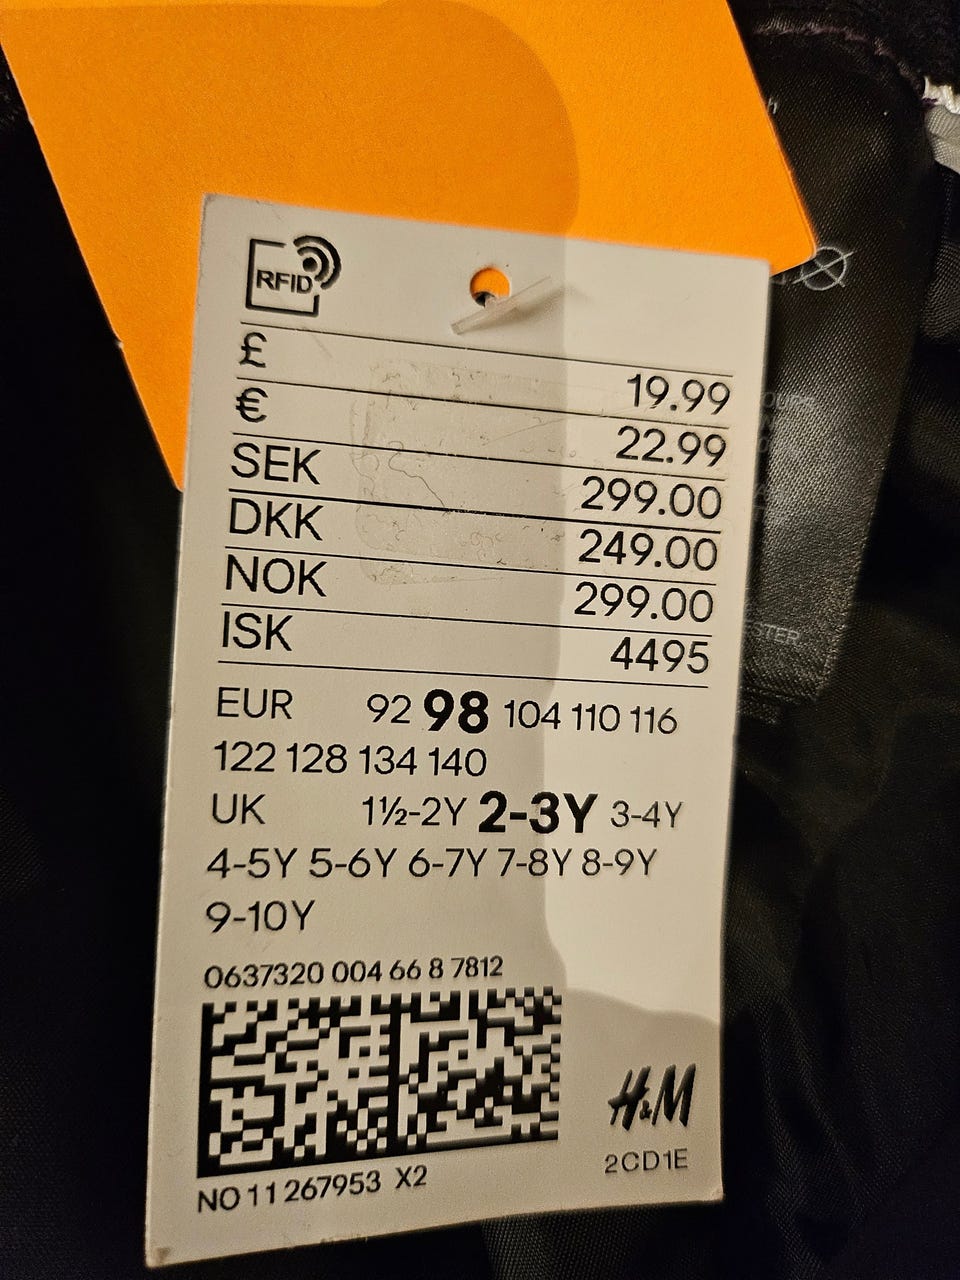 RFID
£ 19.99
€ 22.99
SEK 299.00
DKK 249.00
NOK 299.00
ISK 4495
EUR 92 98 104 110 116
122 128 134 140
UK 1½-2Y 2-3Y 3-4Y
4-5Y 5-6Y 6-7Y 7-8Y 8-9Y
9-10Y
0637320 004 66 8 7812
H&M
2CD1E
NO 11 267953 X2